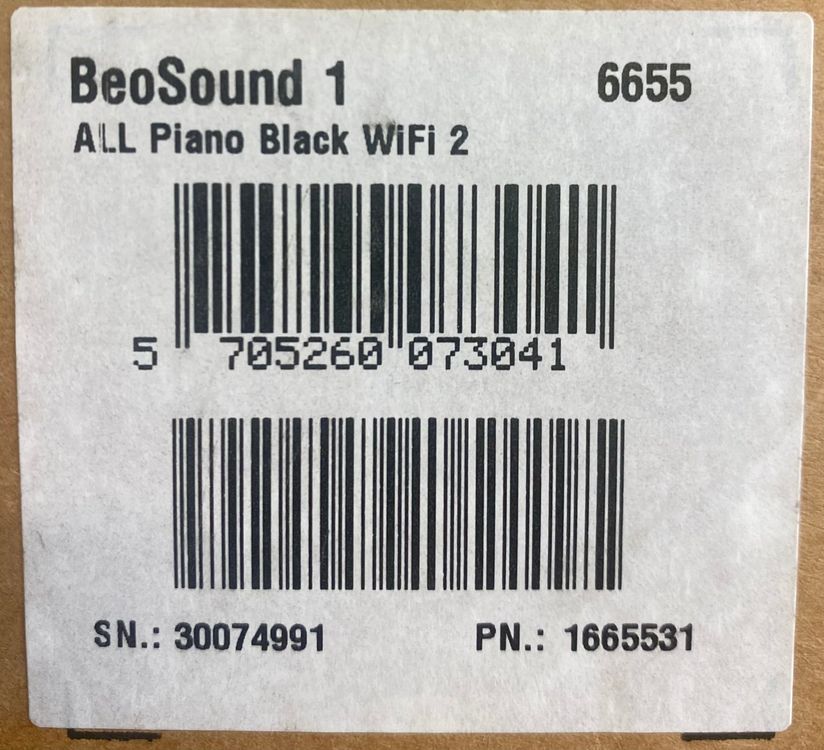 BeoSound 1 6655
ALL Piano Black WiFi 2
5 705260 073041
SN.: 30074991 PN.: 1665531